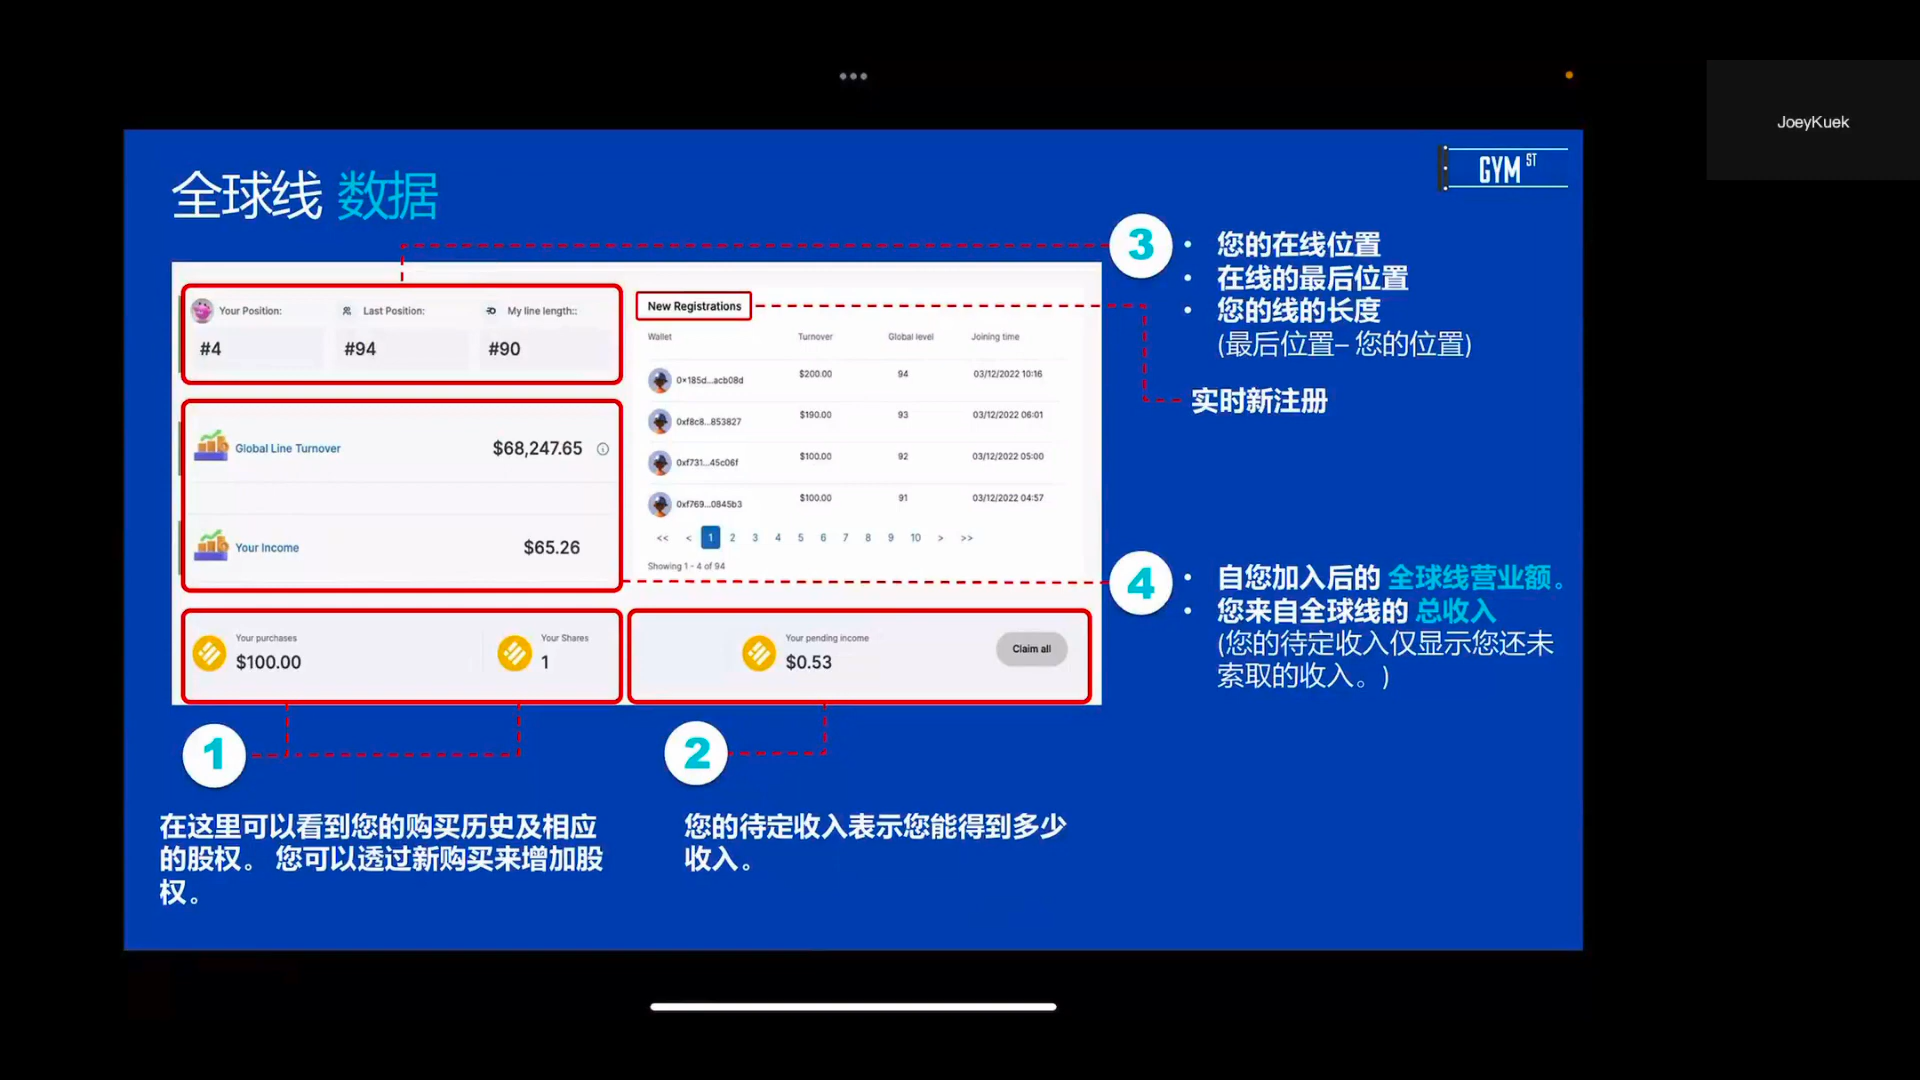 JoeyKuek
全球线 数据
GYM ST
Your Position:
Last Position:
My line length::
#4
#94
#90
Global Line Turnover
$68,247.65
Your Income
$65.26
Your purchases
$100.00
Your Shares
1
New Registrations
Wallet Turnover Global level Joining time
0x185d...acb08d $200.00 94 03/12/2022 10:16
0xf8c8...853827 $190.00 93 03/12/2022 06:01
0xf731...45c06f $100.00 92 03/12/2022 05:00
0xf769...0845b3 $100.00 91 03/12/2022 04:57
<< < 1 2 3 4 5 6 7 8 9 10 > >>
Showing 1 - 4 of 94
Your pending income
$0.53
Claim all
3
• 您的在线位置
• 在线的最后位置
• 您的线的长度
(最后位置– 您的位置)
实时新注册
4
• 自您加入后的 全球线营业额。
• 您来自全球线的 总收入
(您的待定收入仅显示您还未
索取的收入。)
1
在这里可以看到您的购买历史及相应
的股权。 您可以透过新购买来增加股
权。
2
您的待定收入表示您能得到多少
收入。